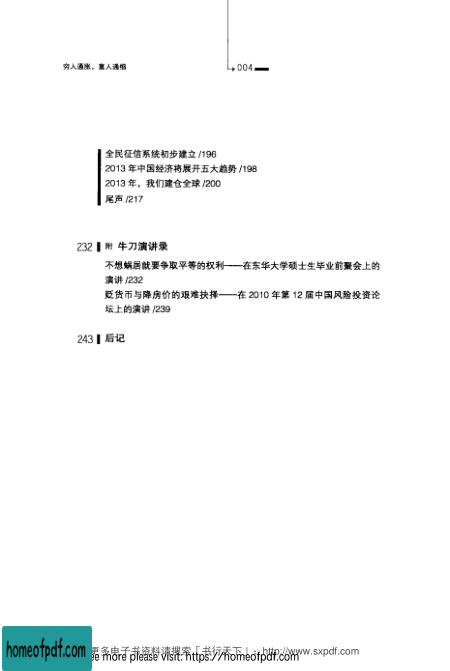 穷人通胀，富人通缩
004
全民征信系统初步建立 /196
2013 年中国经济将展开五大趋势 /198
2013 年，我们建仓全球 /200
尾声 /217
232 附 牛刀演讲录
不想蜗居就要争取平等的权利——在东华大学硕士生毕业前聚会上的
演讲 /232
贬货币与降房价的艰难抉择——在 2010 年第 12 届中国风险投资论
坛上的演讲 /239
243 后记
homeofpdf.com
更多电子书资料请搜索「书行天下」：http://www.sxpdf.com
more please visit: https://homeofpdf.com